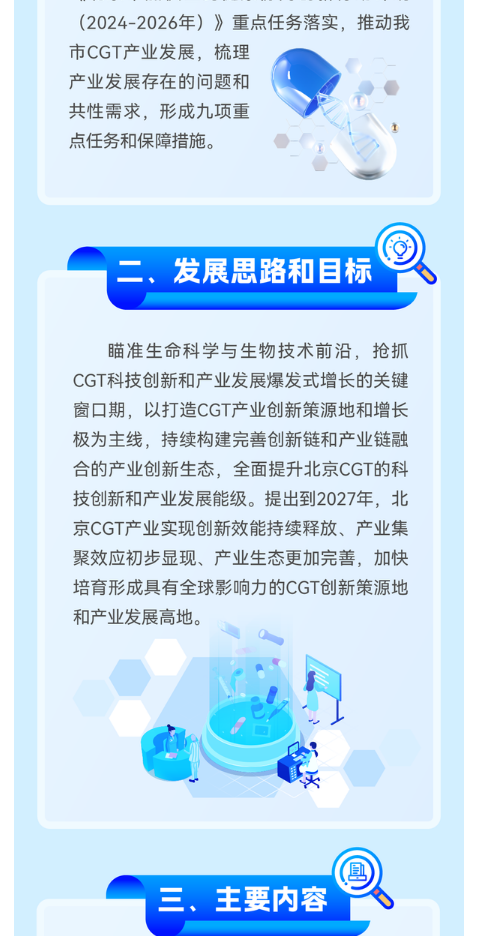 （2024-2026年）》重点任务落实，推动我
市CGT产业发展，梳理
产业发展存在的问题和
共性需求，形成九项重
点任务和保障措施。
二、发展思路和目标
瞄准生命科学与生物技术前沿，抢抓
CGT科技创新和产业发展爆发式增长的关键
窗口期，以打造CGT产业创新策源地和增长
极为主线，持续构建完善创新链和产业链融
合的产业创新生态，全面提升北京CGT的科
技创新和产业发展能级。提出到2027年，北
京CGT产业实现创新效能持续释放、产业集
聚效应初步显现、产业生态更加完善，加快
培育形成具有全球影响力的CGT创新策源地
和产业发展高地。
三、主要内容